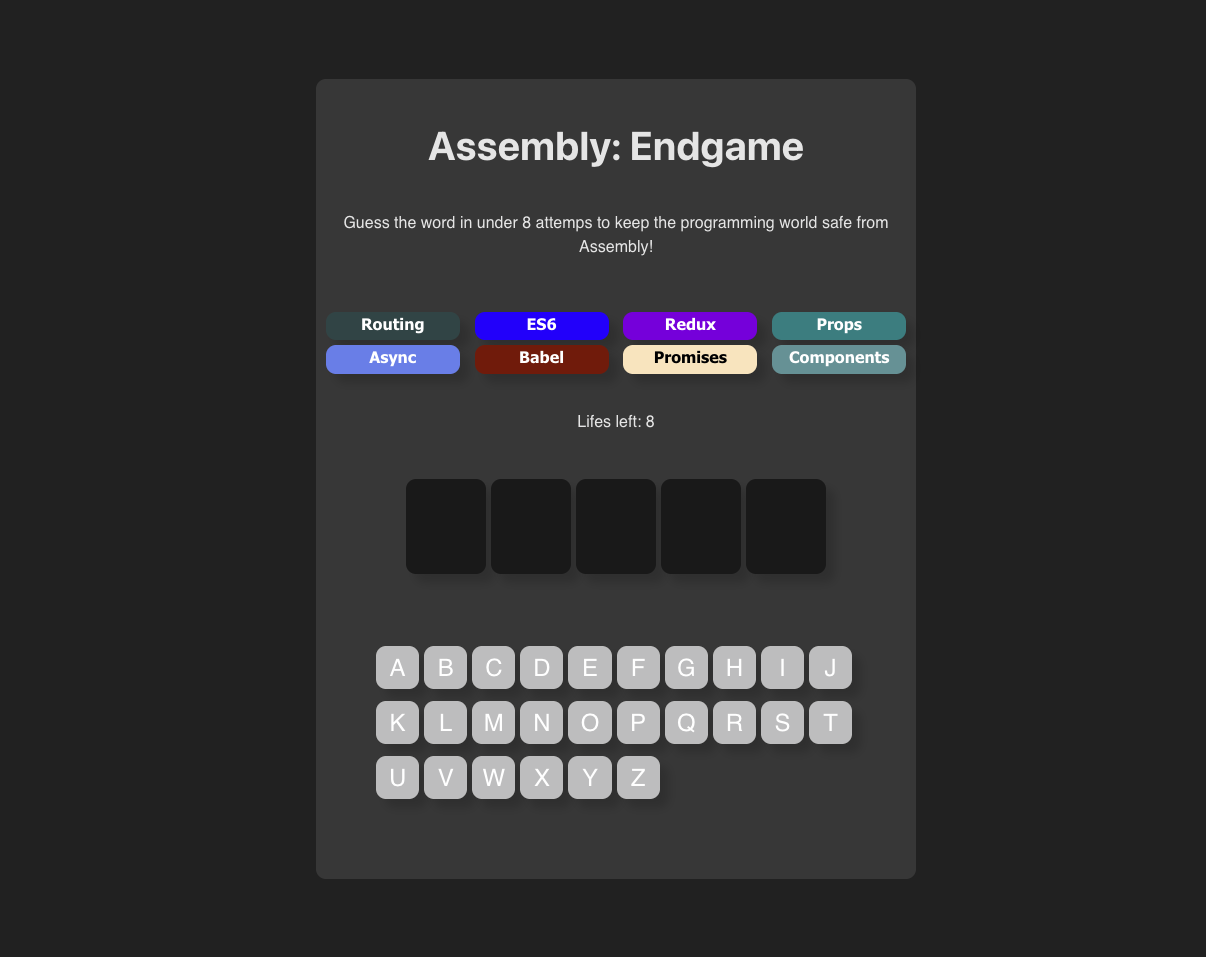 Assembly: Endgame
Guess the word in under 8 attemps to keep the programming world safe from
Assembly!
Routing ES6 Redux Props
Async Babel Promises Components
Lifes left: 8
A B C D E F G H I J
K L M N O P Q R S T
U V W X Y Z